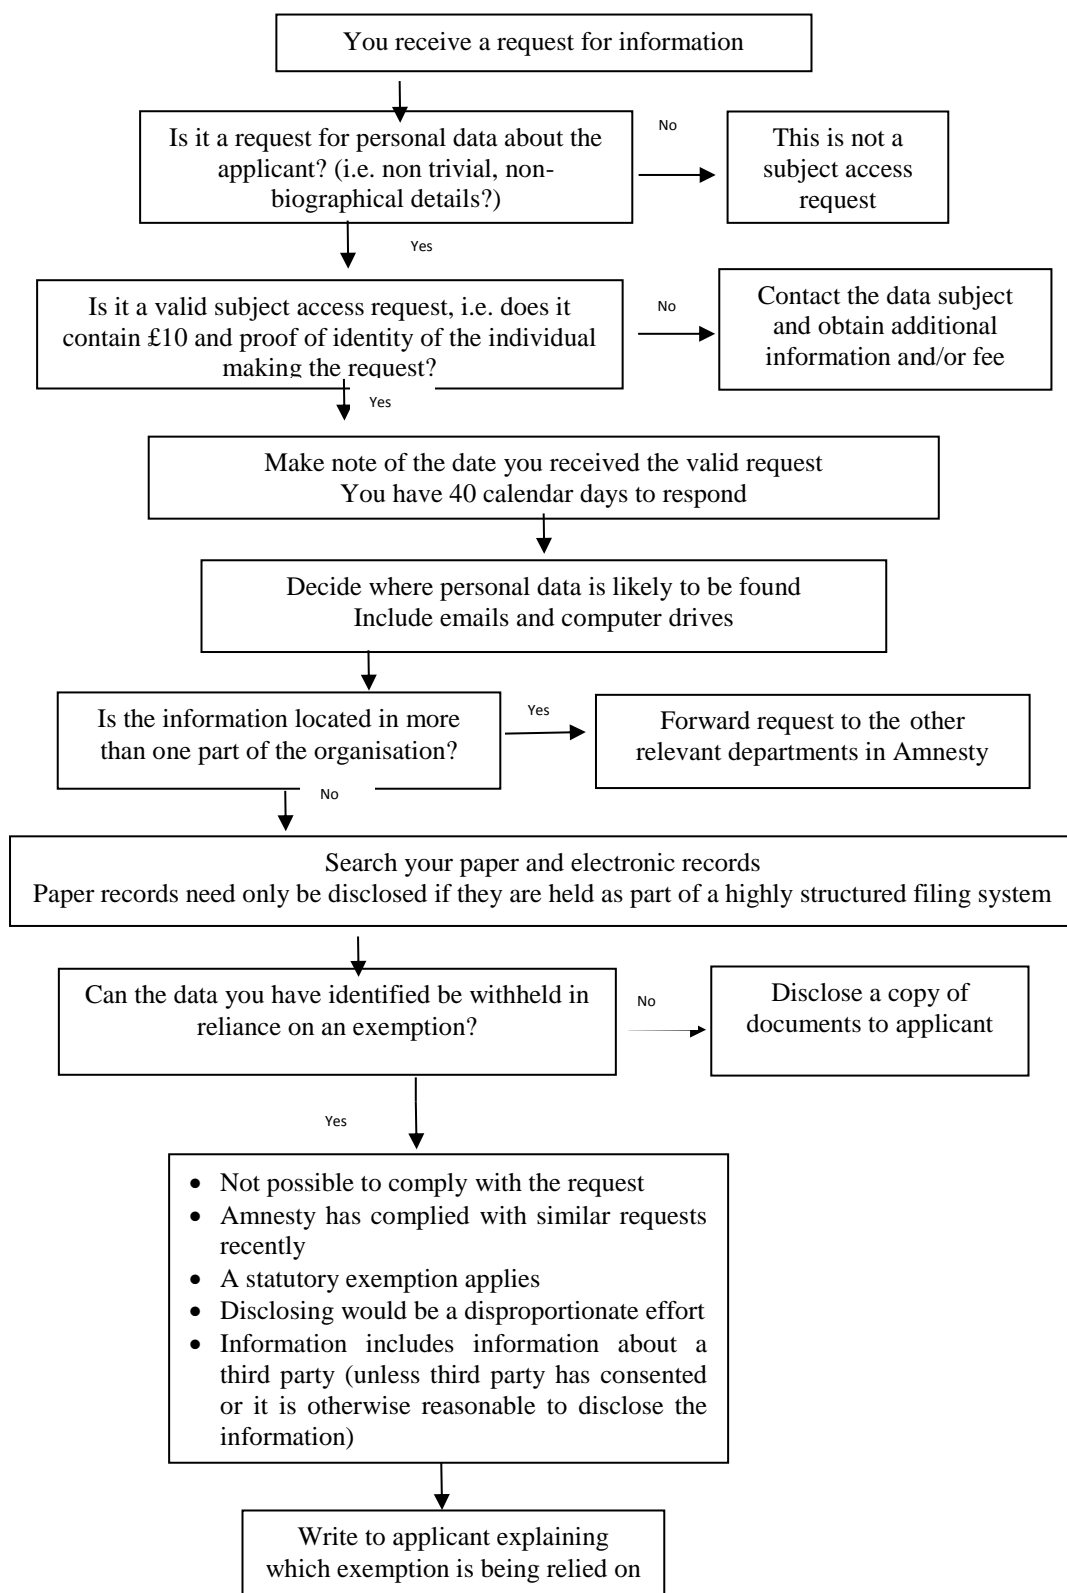 You receive a request for information
Is it a request for personal data about the
applicant? (i.e. non trivial, non-
biographical details?)
No
This is not a
subject access
request
Yes
Is it a valid subject access request, i.e. does it
contain £10 and proof of identity of the individual
making the request?
No
Contact the data subject
and obtain additional
information and/or fee
Yes
Make note of the date you received the valid request
You have 40 calendar days to respond
Decide where personal data is likely to be found
Include emails and computer drives
Is the information located in more
than one part of the organisation?
Yes
Forward request to the other
relevant departments in Amnesty
No
Search your paper and electronic records
Paper records need only be disclosed if they are held as part of a highly structured filing system
Can the data you have identified be withheld in
reliance on an exemption?
No
Disclose a copy of
documents to applicant
Yes
• Not possible to comply with the request
• Amnesty has complied with similar requests
recently
• A statutory exemption applies
• Disclosing would be a disproportionate effort
• Information includes information about a
third party (unless third party has consented
or it is otherwise reasonable to disclose the
information)
Write to applicant explaining
which exemption is being relied on